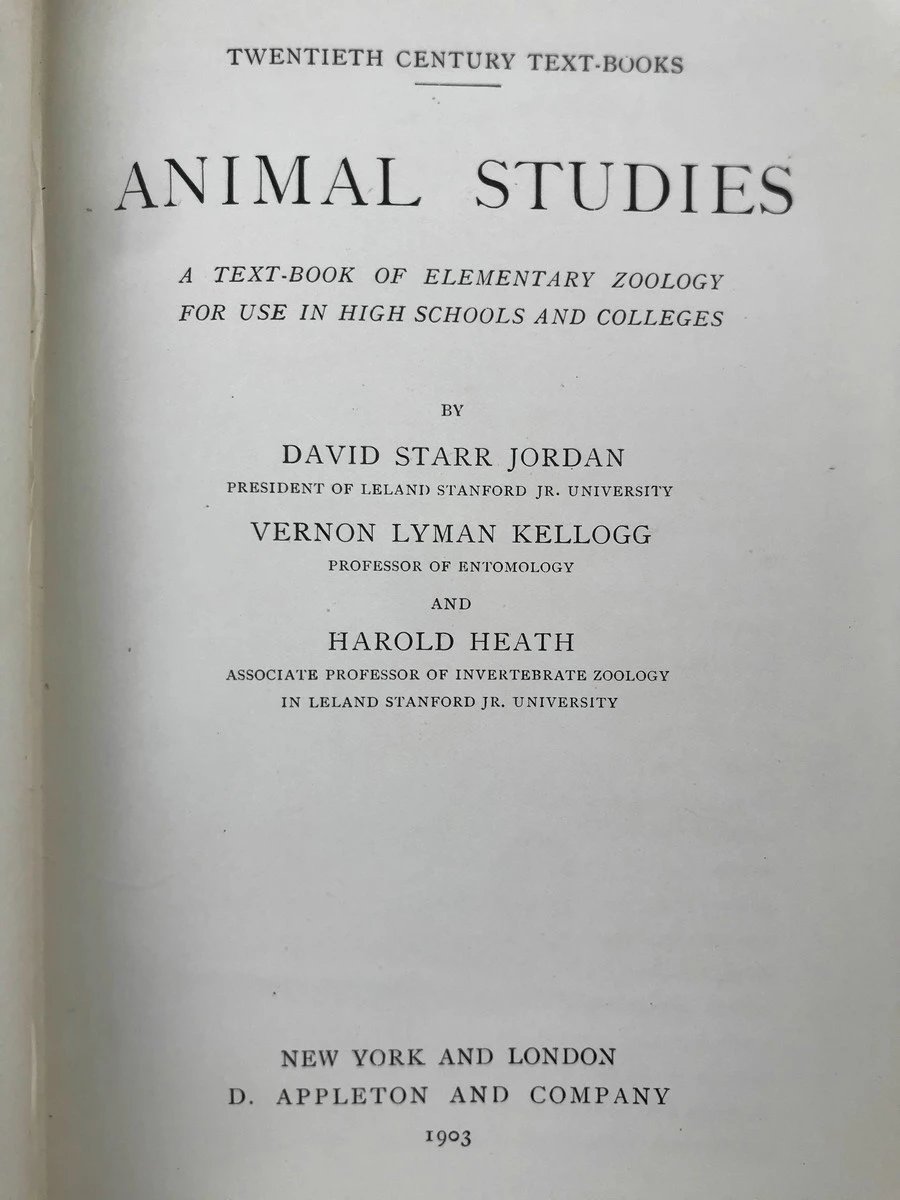 TWENTIETH CENTURY TEXT-BOOKS
ANIMAL STUDIES
A TEXT-BOOK OF ELEMENTARY ZOOLOGY
FOR USE IN HIGH SCHOOLS AND COLLEGES
BY
DAVID STARR JORDAN
PRESIDENT OF LELAND STANFORD JR. UNIVERSITY
VERNON LYMAN KELLOGG
PROFESSOR OF ENTOMOLOGY
AND
HAROLD HEATH
ASSOCIATE PROFESSOR OF INVERTEBRATE ZOOLOGY
IN LELAND STANFORD JR. UNIVERSITY
NEW YORK AND LONDON
D. APPLETON AND COMPANY
1903